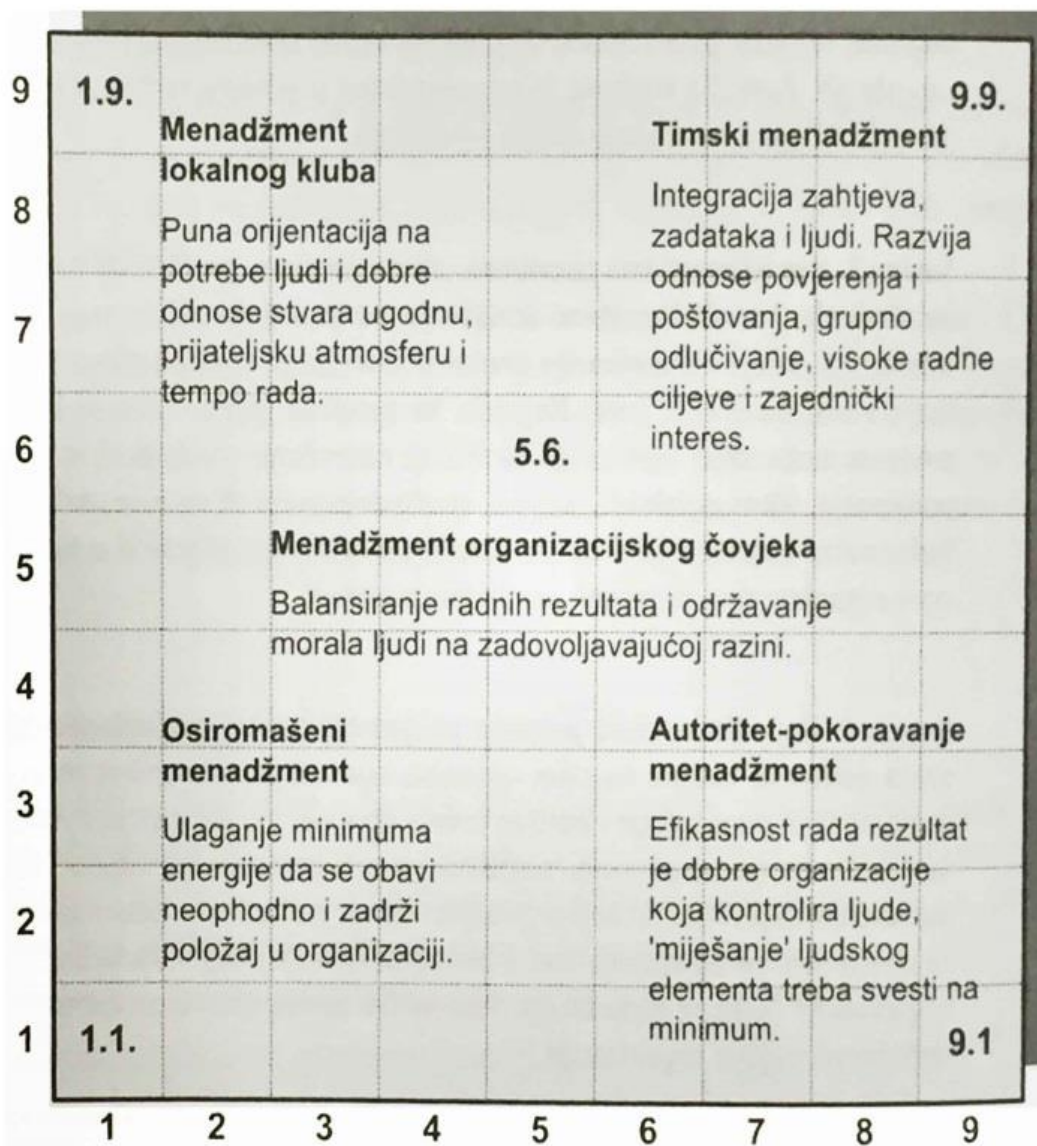 9
1.9.
9.9.
Menadžment
lokalnog kluba
Puna orijentacija na
potrebe ljudi i dobre
odnose stvara ugodnu,
prijateljsku atmosferu i
tempo rada.
Timski menadžment
Integracija zahtjeva,
zadataka i ljudi. Razvija
odnose povjerenja i
poštovanja, grupno
odlučivanje, visoke radne
ciljeve i zajednički
interes.
8
7
6
5.6.
5
Menadžment organizacijskog čovjeka
Balansiranje radnih rezultata i održavanje
morala ljudi na zadovoljavajućoj razini.
4
Osiromašeni
menadžment
Ulaganje minimuma
energije da se obavi
neophodno i zadrži
položaj u organizaciji.
Autoritet-pokoravanje
menadžment
Efikasnost rada rezultat
je dobre organizacije
koja kontrolira ljude,
'miješanje' ljudskog
elementa treba svesti na
minimum.
3
2
1
1.1.
9.1
1 2 3 4 5 6 7 8 9